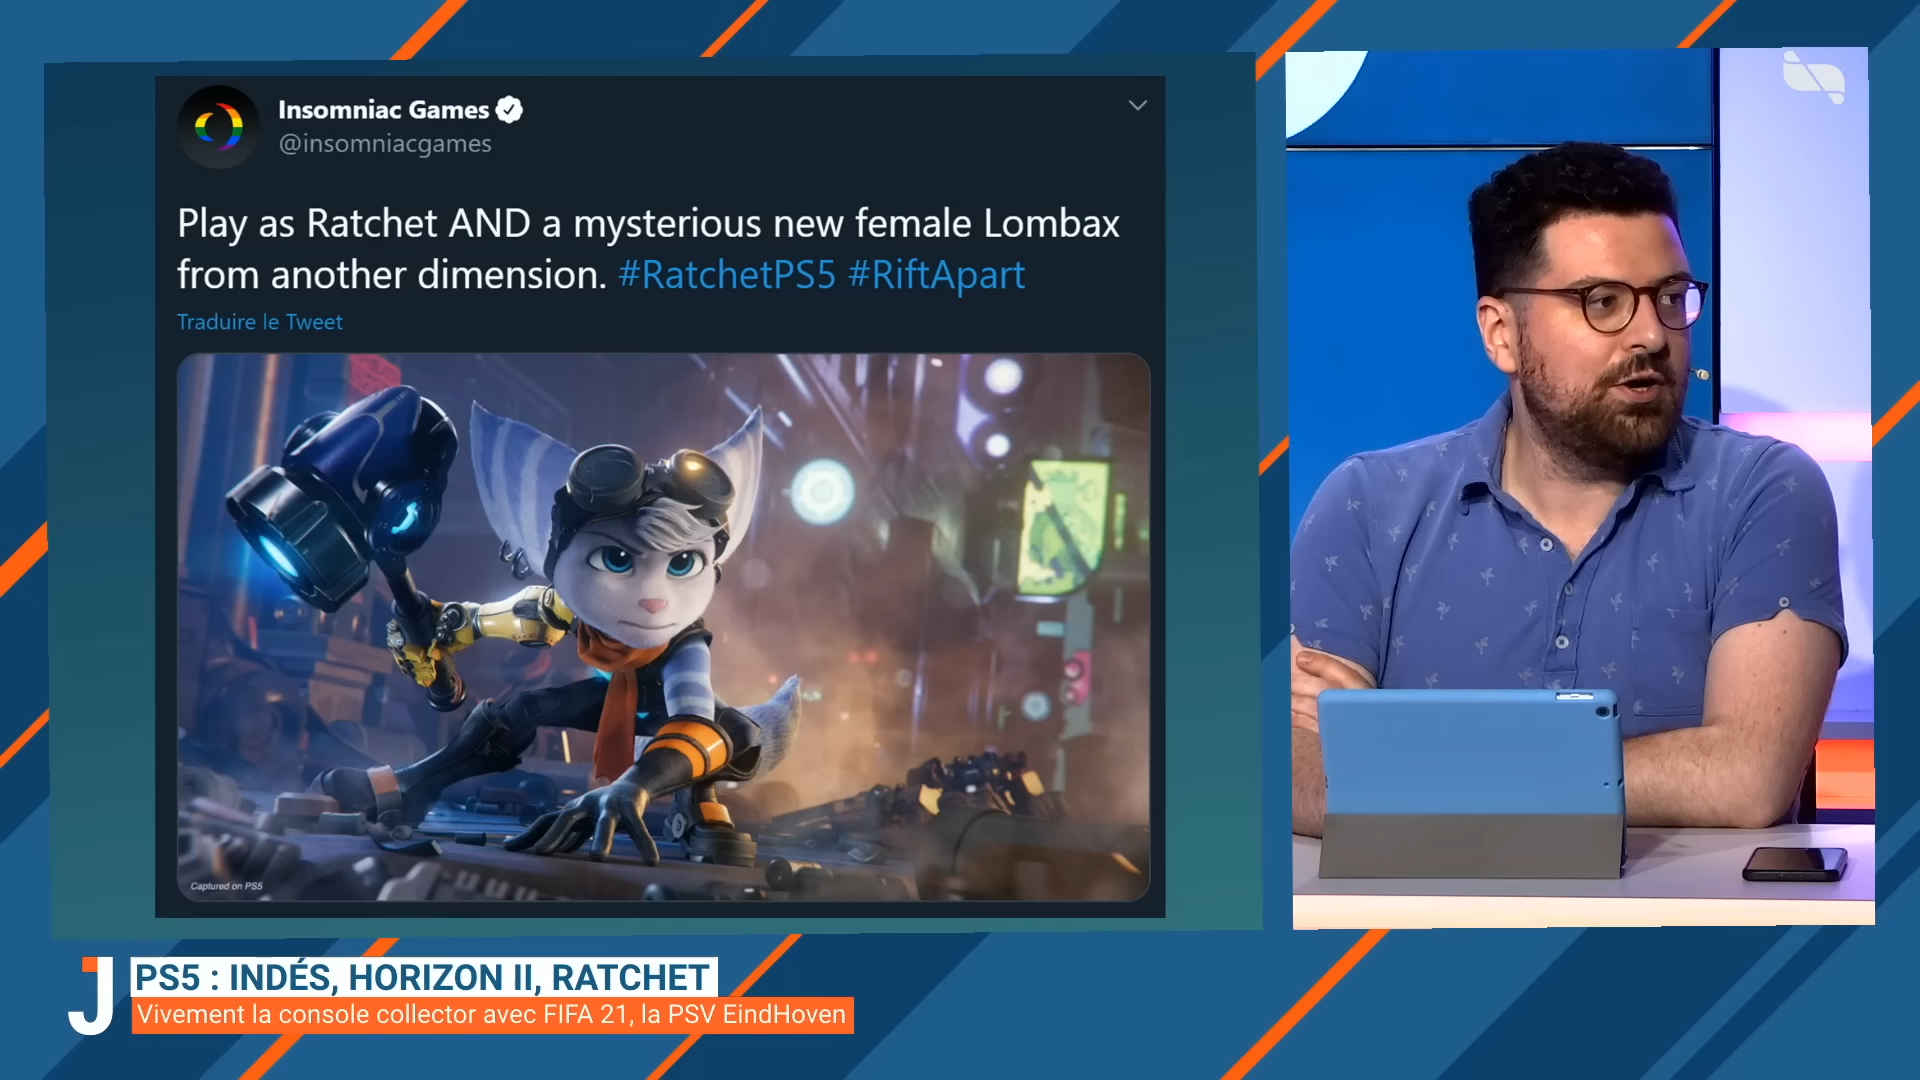 Insomniac Games
@insomniacgames
Play as Ratchet AND a mysterious new female Lombax
from another dimension. #RatchetPS5 #RiftApart
Traduire le Tweet
Captured on PS5
J
PS5 : INDÉS, HORIZON II, RATCHET
Vivement la console collector avec FIFA 21, la PSV EindHoven